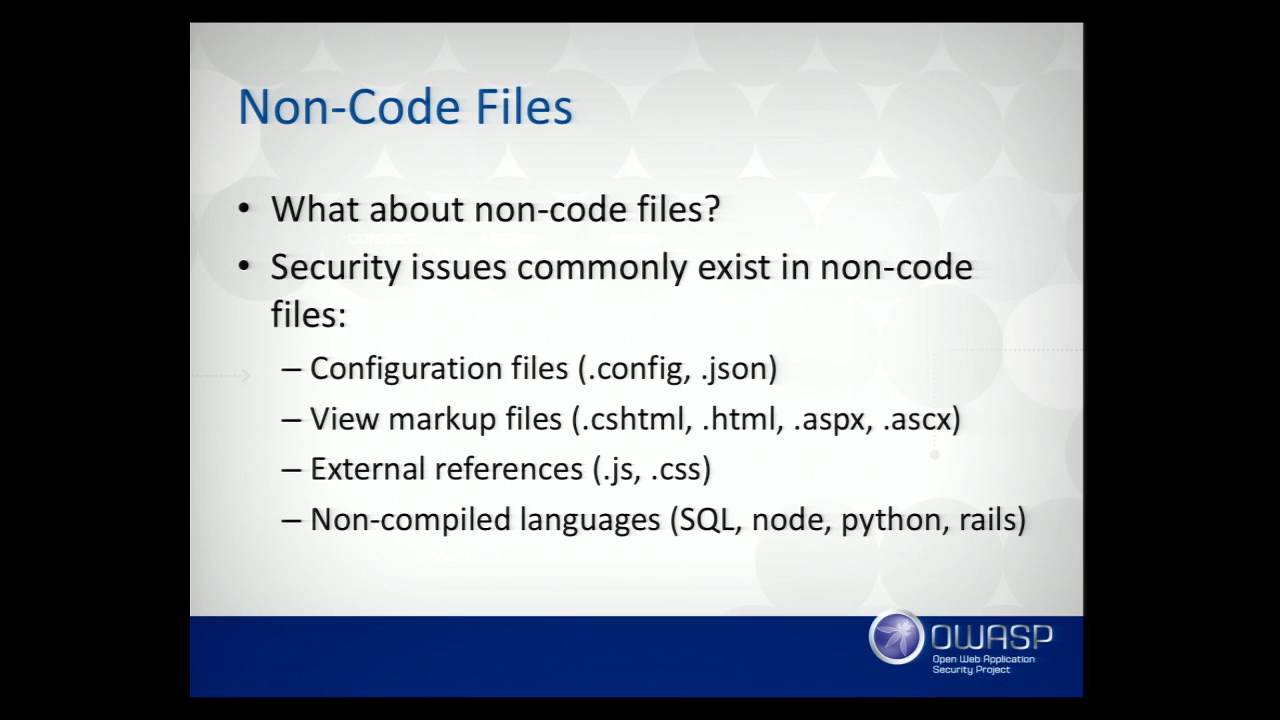 Non-Code Files
• What about non-code files?
• Security issues commonly exist in non-code
files:
– Configuration files (.config, .json)
– View markup files (.cshtml, .html, .aspx, .ascx)
– External references (.js, .css)
– Non-compiled languages (SQL, node, python, rails)
OWASP
Open Web Application
Security Project